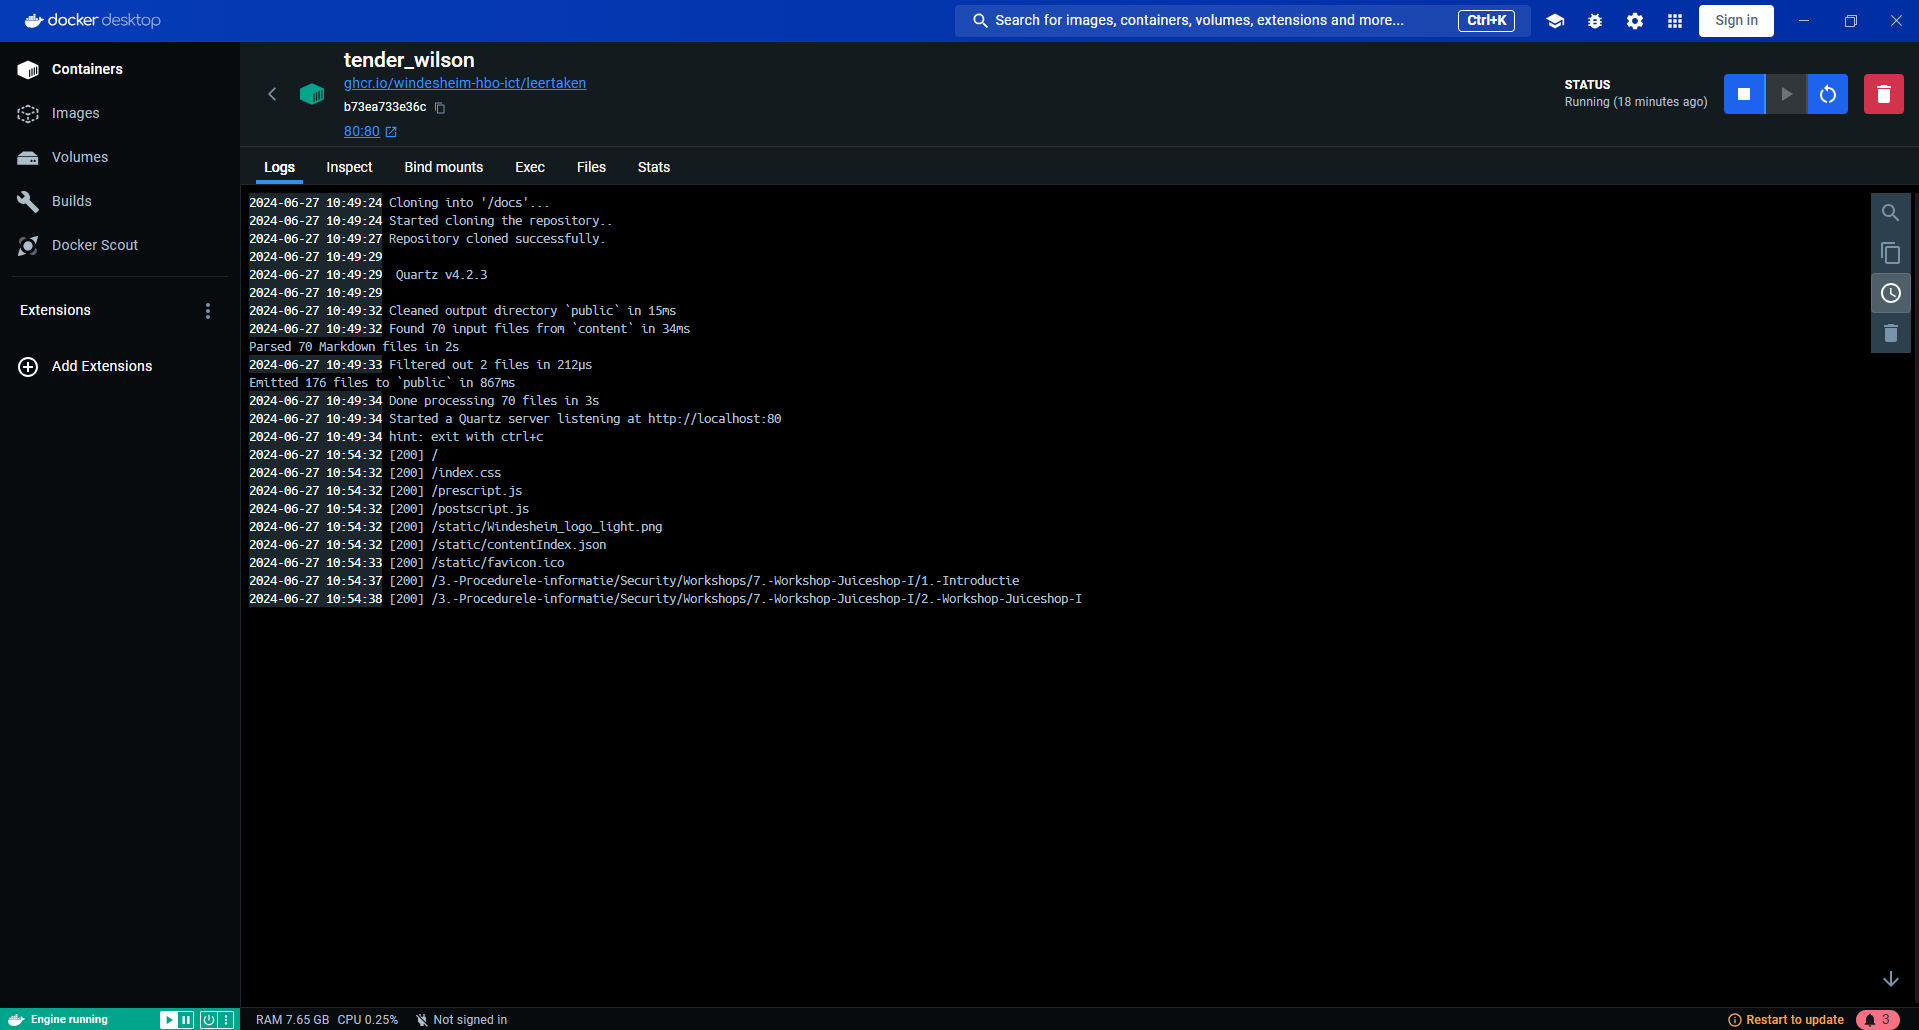 docker desktop
Search for images, containers, volumes, extensions and more...
Ctrl+K
Sign in
Containers
Images
Volumes
Builds
Docker Scout
Extensions
Add Extensions
tender_wilson
ghcr.io/windesheim-hbo-ict/leertaken
b73ea733e36c
80:80
STATUS
Running (18 minutes ago)
Logs
Inspect
Bind mounts
Exec
Files
Stats
2024-06-27 10:49:24 Cloning into '/docs'...
2024-06-27 10:49:24 Started cloning the repository..
2024-06-27 10:49:27 Repository cloned successfully.
2024-06-27 10:49:29
2024-06-27 10:49:29  Quartz v4.2.3
2024-06-27 10:49:29
2024-06-27 10:49:32 Cleaned output directory `public` in 15ms
2024-06-27 10:49:32 Found 70 input files from `content` in 34ms
Parsed 70 Markdown files in 2s
2024-06-27 10:49:33 Filtered out 2 files in 212μs
Emitted 176 files to `public` in 867ms
2024-06-27 10:49:34 Done processing 70 files in 3s
2024-06-27 10:49:34 Started a Quartz server listening at http://localhost:80
2024-06-27 10:49:34 hint: exit with ctrl+c
2024-06-27 10:54:32 [200] /
2024-06-27 10:54:32 [200] /index.css
2024-06-27 10:54:32 [200] /prescript.js
2024-06-27 10:54:32 [200] /postscript.js
2024-06-27 10:54:32 [200] /static/Windesheim_logo_light.png
2024-06-27 10:54:32 [200] /static/contentIndex.json
2024-06-27 10:54:33 [200] /static/favicon.ico
2024-06-27 10:54:37 [200] /3.-Procedurele-informatie/Security/Workshops/7.-Workshop-Juiceshop-I/1.-Introductie
2024-06-27 10:54:38 [200] /3.-Procedurele-informatie/Security/Workshops/7.-Workshop-Juiceshop-I/2.-Workshop-Juiceshop-I
Engine running
RAM 7.65 GB CPU 0.25%
Not signed in
Restart to update
3